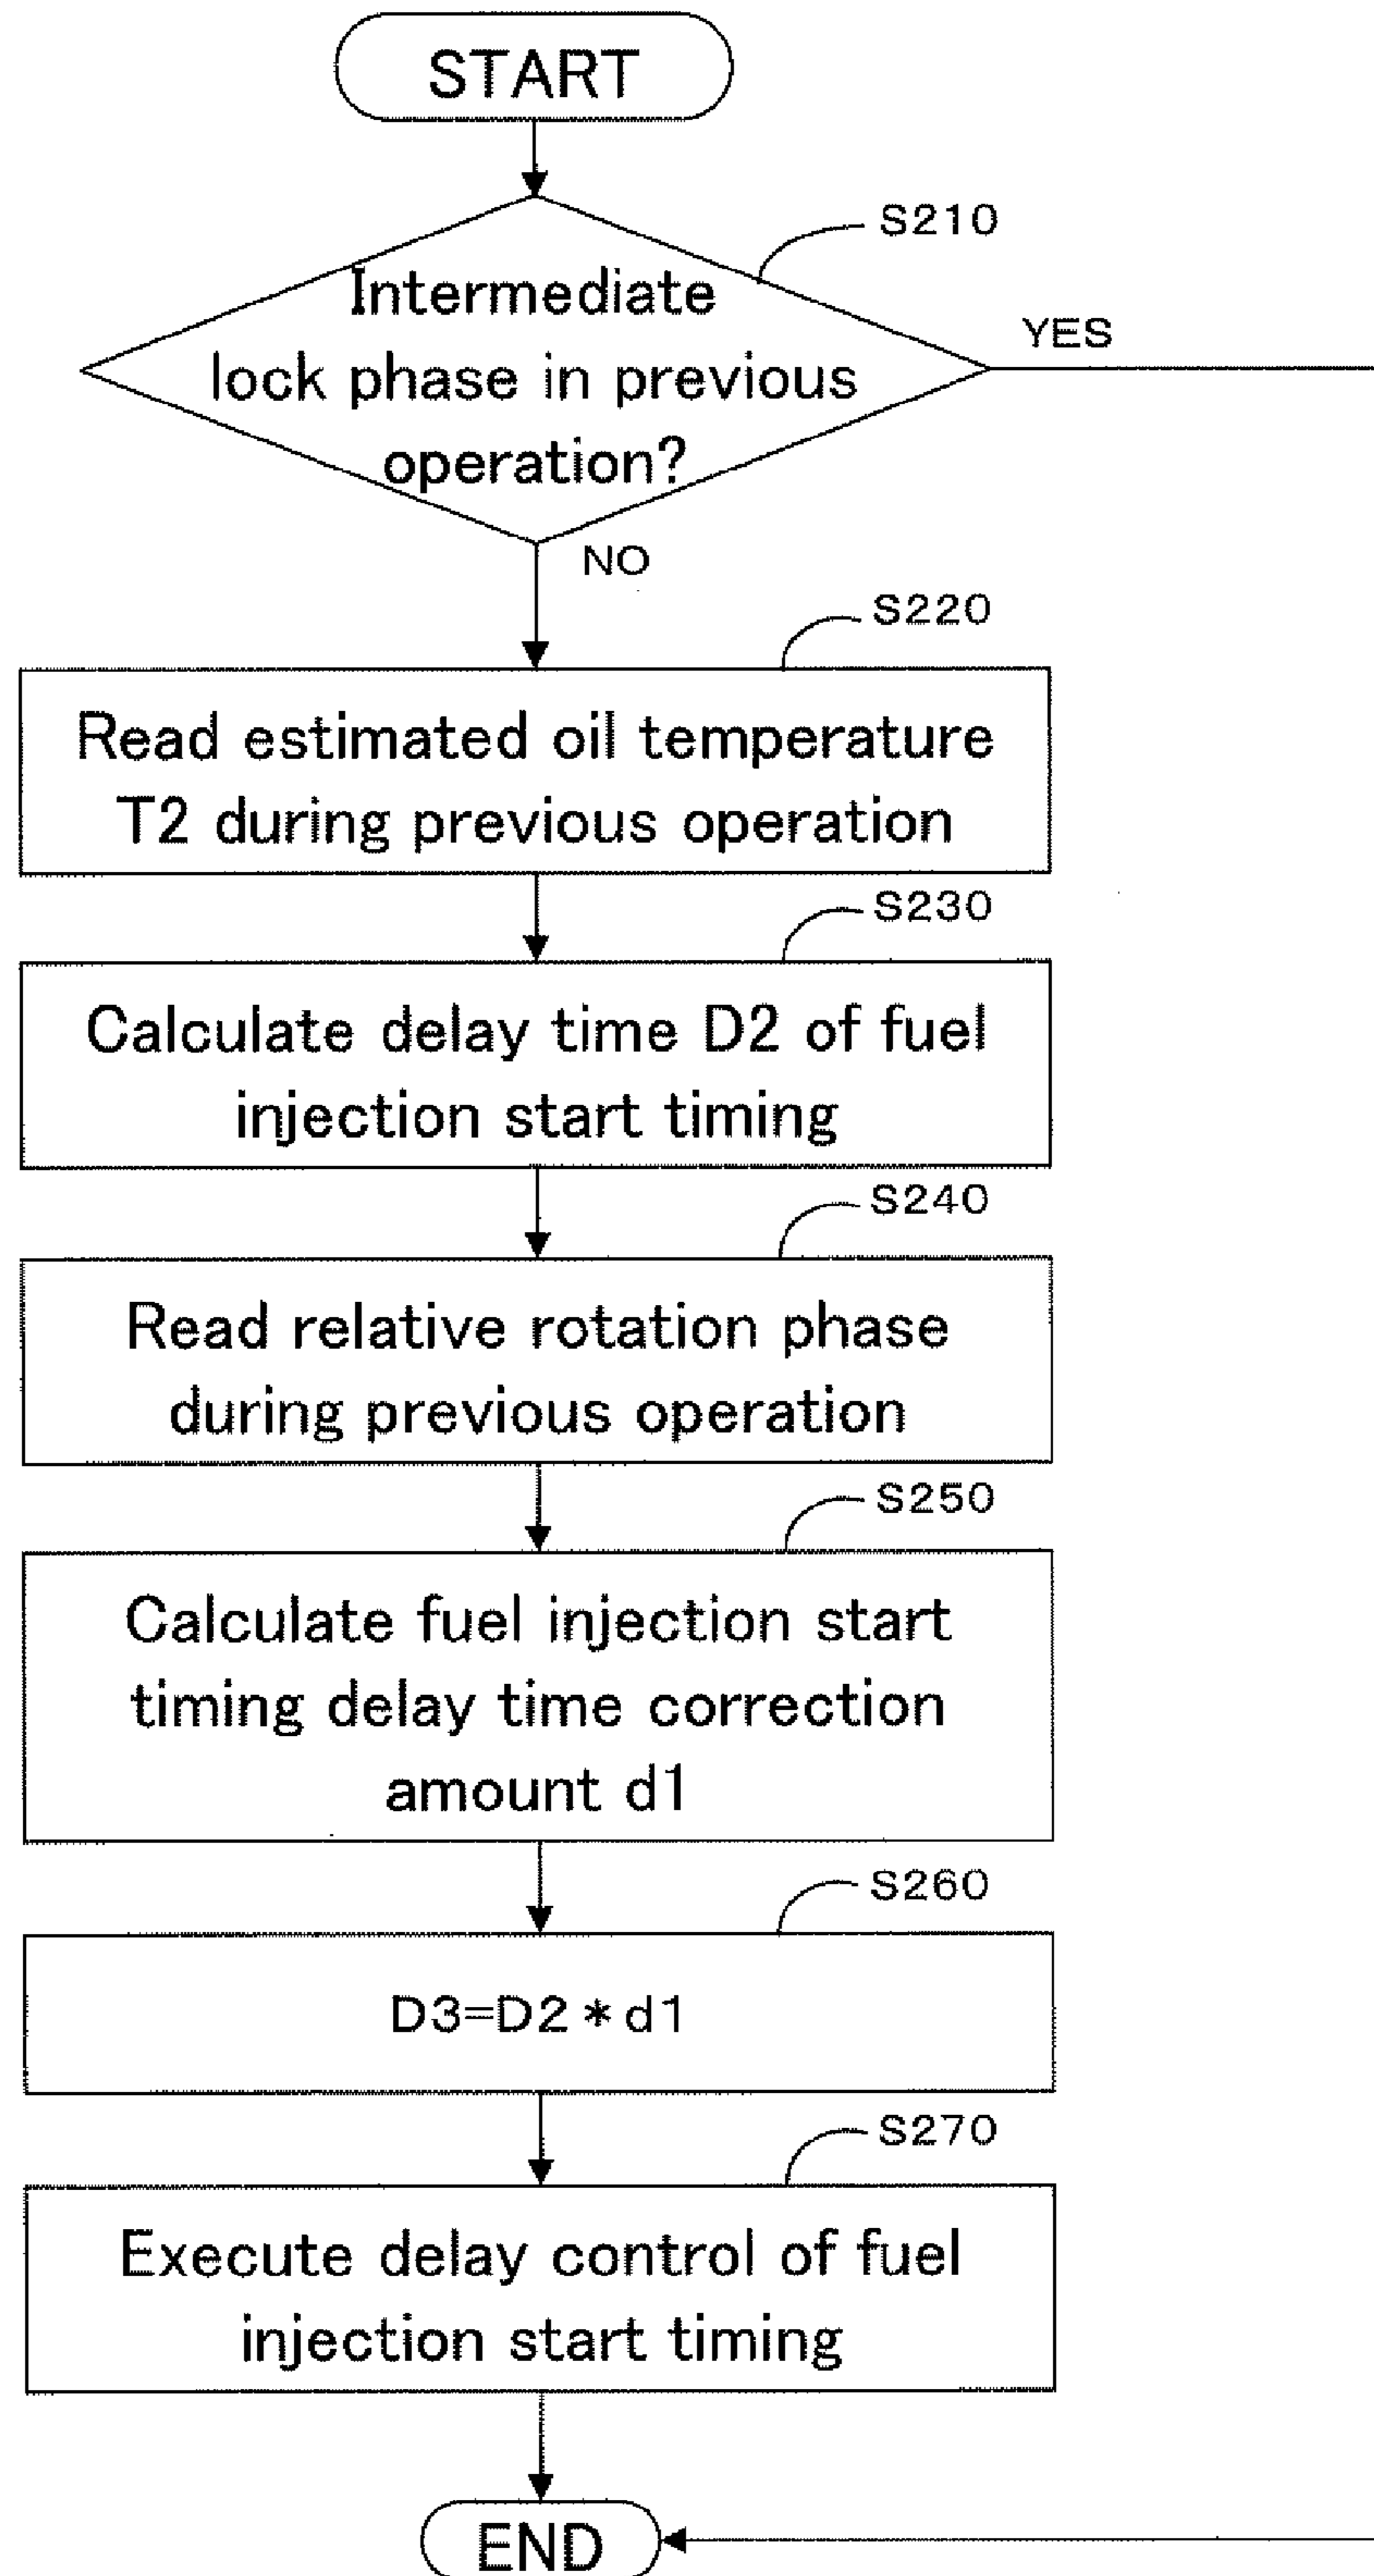 START
S210
Intermediate
lock phase in previous
operation?
YES
NO
S220
Read estimated oil temperature
T2 during previous operation
S230
Calculate delay time D2 of fuel
injection start timing
S240
Read relative rotation phase
during previous operation
S250
Calculate fuel injection start
timing delay time correction
amount d1
S260
D3=D2*d1
S270
Execute delay control of fuel
injection start timing
END